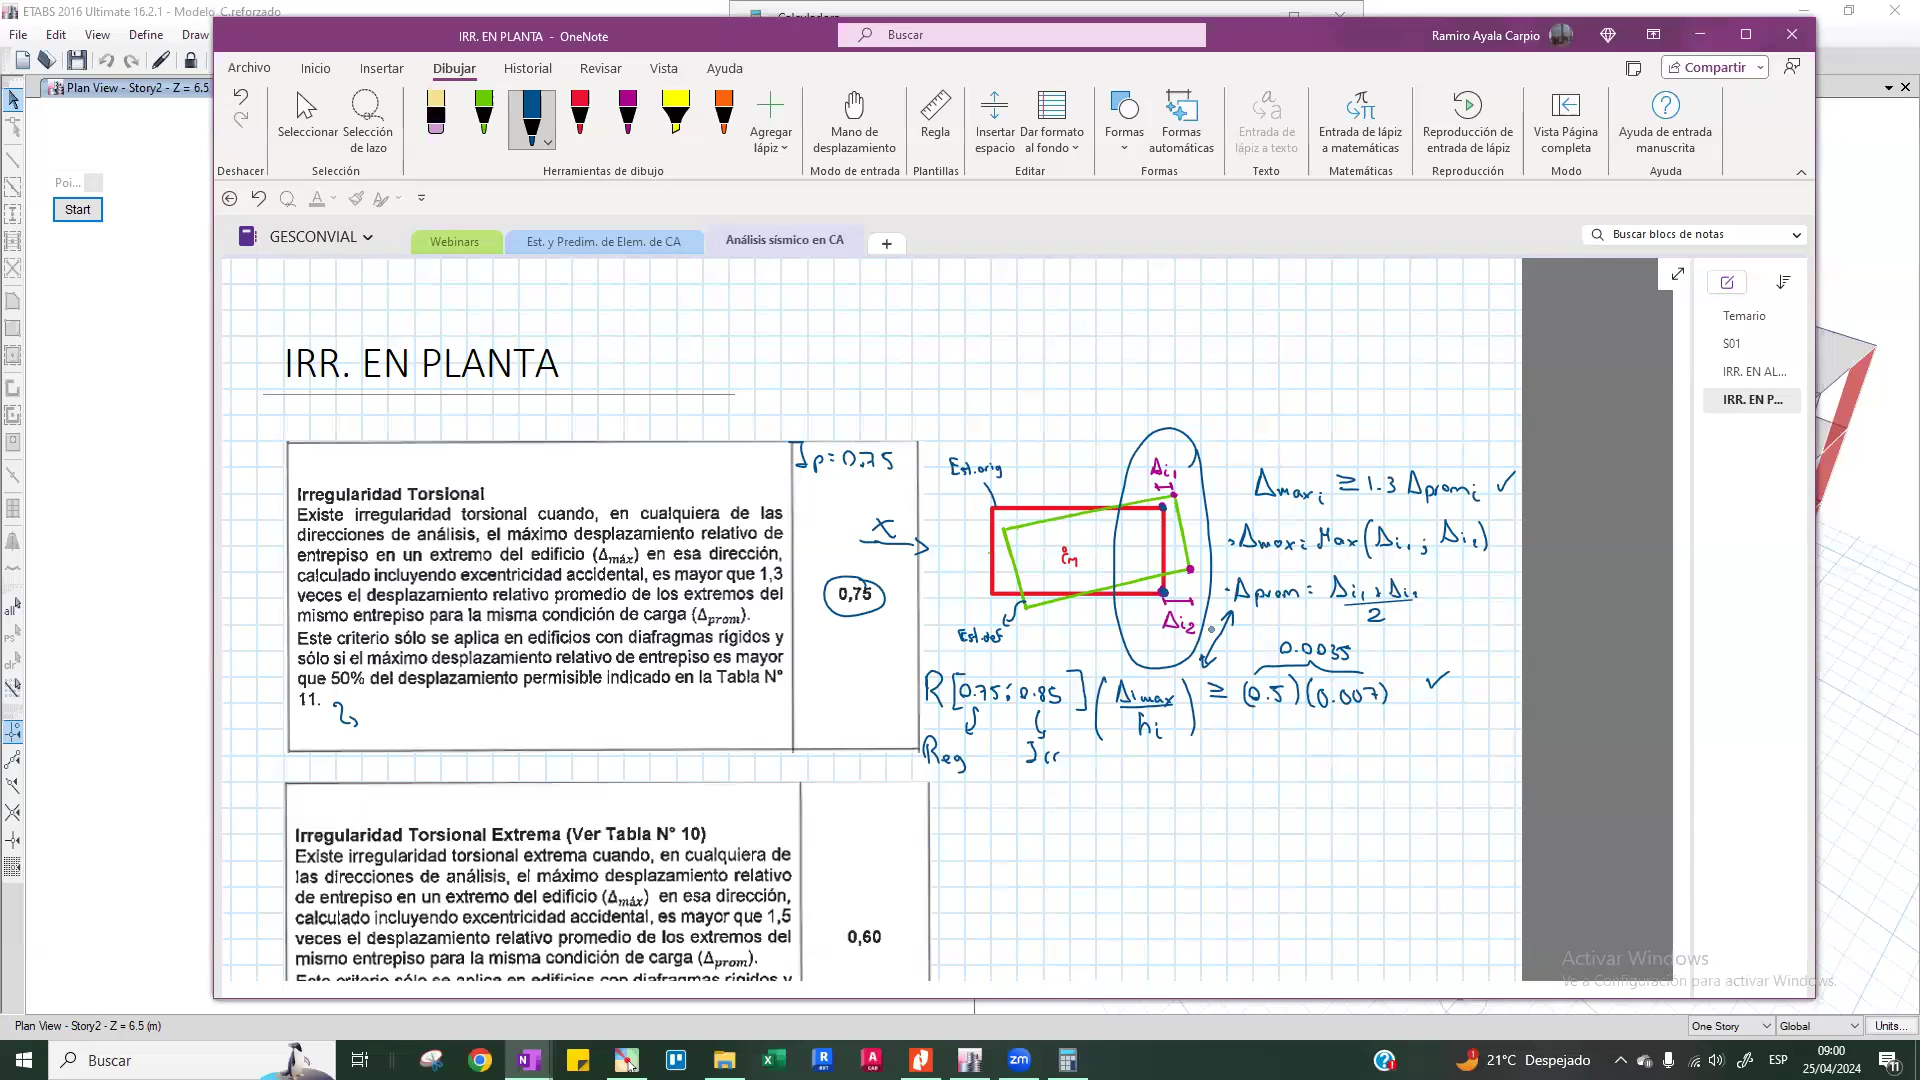 ETABS 2016 Ultimate 16.2.1 - Modelo_C.reforzado
Calculadora
IRR. EN PLANTA - OneNote
Buscar
Ramiro Ayala Carpio
File Edit View Define Draw
Archivo Inicio Insertar Dibujar Historial Revisar Vista Ayuda
Compartir
Plan View - Story2 - Z = 6.5
Seleccionar
Selección de lazo
Agregar lápiz
Mano de desplazamiento
Regla
Insertar espacio
Dar formato al fondo
Formas
Formas automáticas
Entrada de lápiz a texto
Entrada de lápiz a matemáticas
Reproducción de entrada de lápiz
Vista Página completa
Ayuda de entrada manuscrita
Deshacer Selección Herramientas de dibujo Modo de entrada Plantillas Editar Formas Texto Matemáticas Reproducción Modo Ayuda
Poi...
Start
GESCONVIAL
Webinars
Est. y Predim. de Elem. de CA
Análisis sísmico en CA
Buscar blocs de notas
Temario
S01
IRR. EN AL...
IRR. EN P...
IRR. EN PLANTA
Ip=0.75
Irregularidad Torsional
Existe irregularidad torsional cuando, en cualquiera de las
direcciones de análisis, el máximo desplazamiento relativo de
entrepiso en un extremo del edificio (Δmáx) en esa dirección,
calculado incluyendo excentricidad accidental, es mayor que 1,3
veces el desplazamiento relativo promedio de los extremos del
mismo entrepiso para la misma condición de carga (Δprom).
Este criterio sólo se aplica en edificios con diafragmas rígidos y
sólo si el máximo desplazamiento relativo de entrepiso es mayor
que 50% del desplazamiento permisible indicado en la Tabla N°
11.
X
0,75
Est.orig
Δi1
Est.def
Δi2
Δmaxi ≥ 1.3 Δpromi ✓
Δmaxi Max(Δi1; Δi2)
Δprom = Δi1 + Δi2
2
0.0035
R[0.75; 0.85](Δimax/hi) ≥ (0.5)(0.007) ✓
Reg Irr
Irregularidad Torsional Extrema (Ver Tabla N° 10)
Existe irregularidad torsional extrema cuando, en cualquiera de
las direcciones de análisis, el máximo desplazamiento relativo
de entrepiso en un extremo del edificio (Δmáx) en esa dirección,
calculado incluyendo excentricidad accidental, es mayor que 1,5
veces el desplazamiento relativo promedio de los extremos del
mismo entrepiso para la misma condición de carga (Δprom).
Este criterio sólo se aplica en edificios con diafragmas rígidos y
0,60
Activar Windows
Ve a Configuración para activar Windows.
Plan View - Story2 - Z = 6.5 (m)
One Story
Global
Units...
Buscar
21°C Despejado
ESP
09:00
25/04/2024